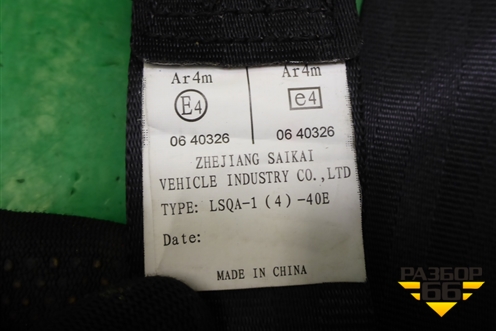 Ar4m Ar4m
E4 e4
06 40326 06 40326
ZHEJIANG SAIKAI
VEHICLE INDUSTRY CO.,LTD
TYPE: LSQA-1(4)-40E
Date:
MADE IN CHINA
РАЗБОР
66